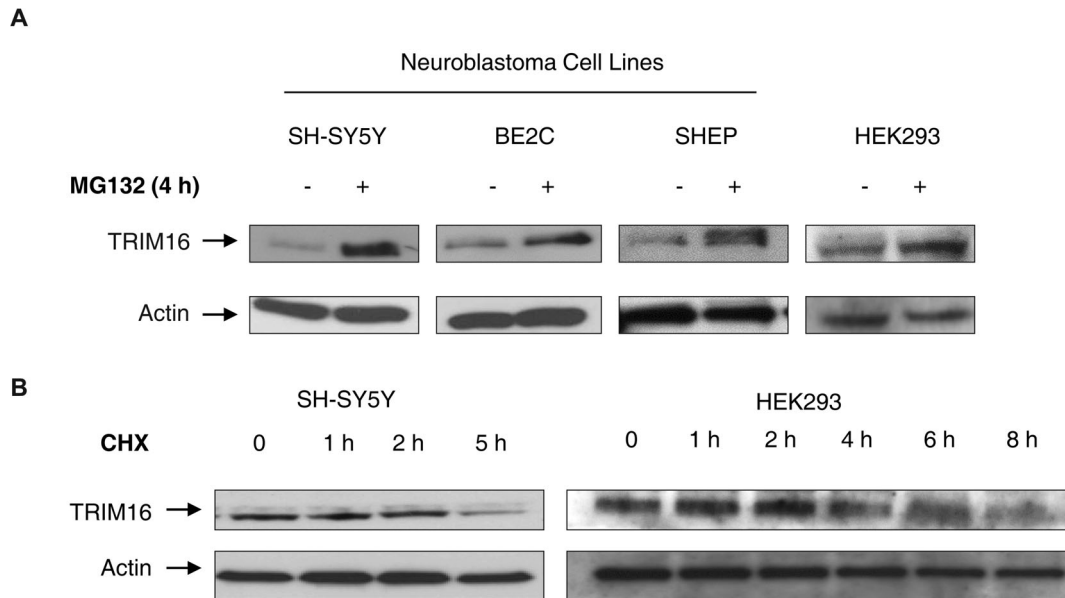 A
Neuroblastoma Cell Lines
SH-SY5Y BE2C SHEP HEK293
MG132 (4 h) - + - + - + - +
TRIM16
Actin
B
SH-SY5Y HEK293
CHX 0 1 h 2 h 5 h 0 1 h 2 h 4 h 6 h 8 h
TRIM16
Actin